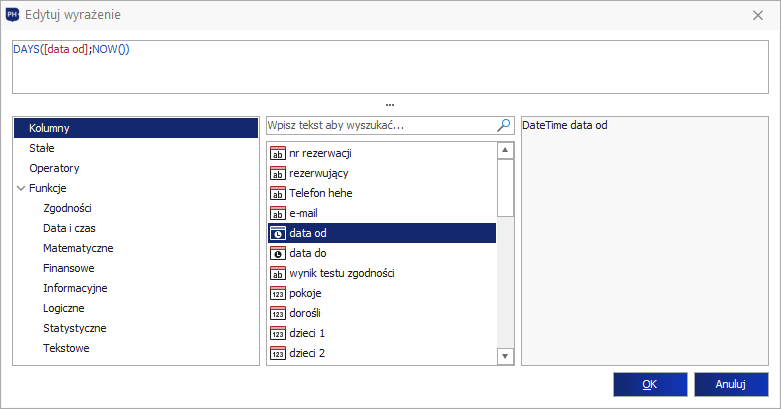 PH
Edytuj wyrażenie
DAYS([data od];NOW())
...
Kolumny
Stałe
Operatory
Funkcje
Zgodności
Data i czas
Matematyczne
Finansowe
Informacyjne
Logiczne
Statystyczne
Tekstowe
Wpisz tekst aby wyszukać...
ab nr rezerwacji
ab rezerwujący
ab Telefon hehe
ab e-mail
data od
data do
ab wynik testu zgodności
123 pokoje
123 dorośli
123 dzieci 1
123 dzieci 2
DateTime data od
OK
Anuluj